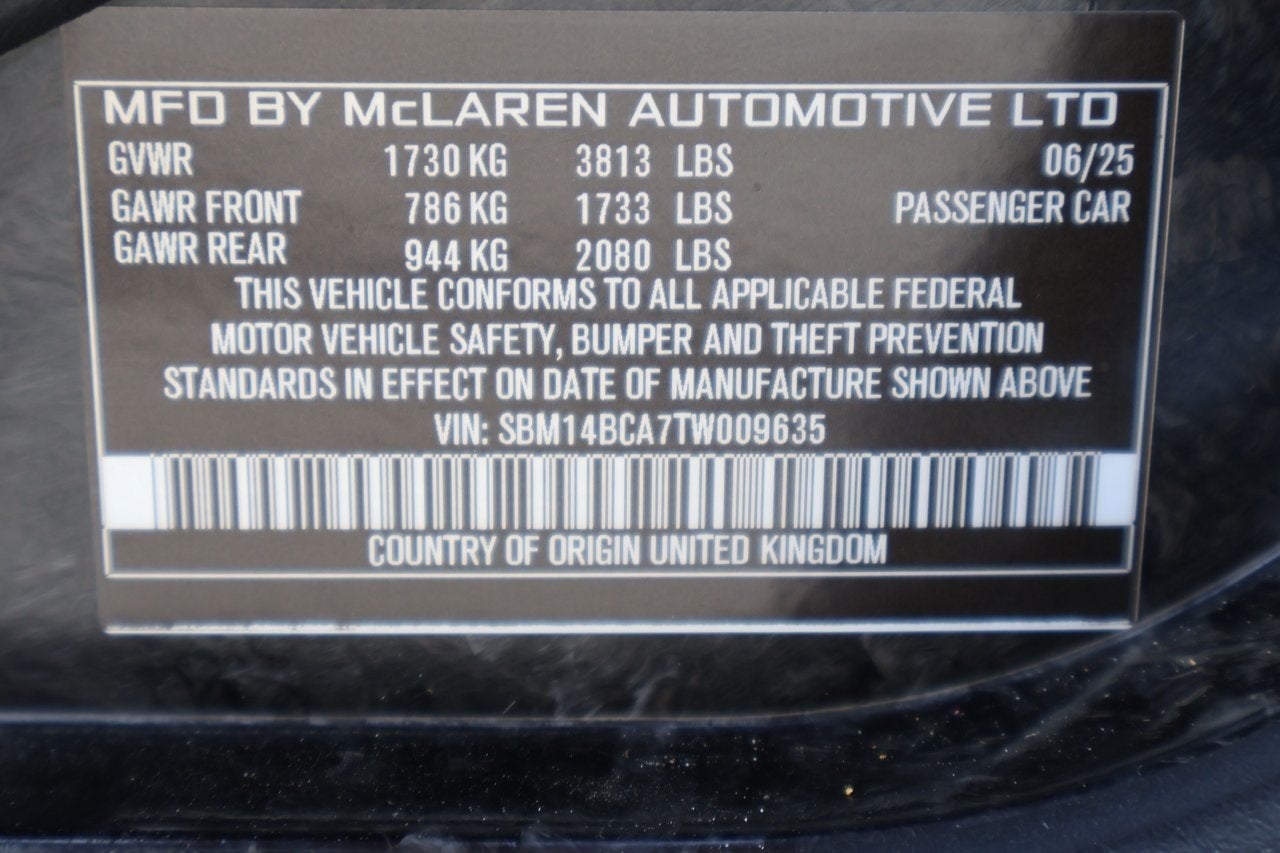 MFD BY McLAREN AUTOMOTIVE LTD
GVWR 1730 KG 3813 LBS 06/25
GAWR FRONT 786 KG 1733 LBS PASSENGER CAR
GAWR REAR 944 KG 2080 LBS
THIS VEHICLE CONFORMS TO ALL APPLICABLE FEDERAL
MOTOR VEHICLE SAFETY, BUMPER AND THEFT PREVENTION
STANDARDS IN EFFECT ON DATE OF MANUFACTURE SHOWN ABOVE
VIN: SBM14BCA7TW009635
COUNTRY OF ORIGIN UNITED KINGDOM